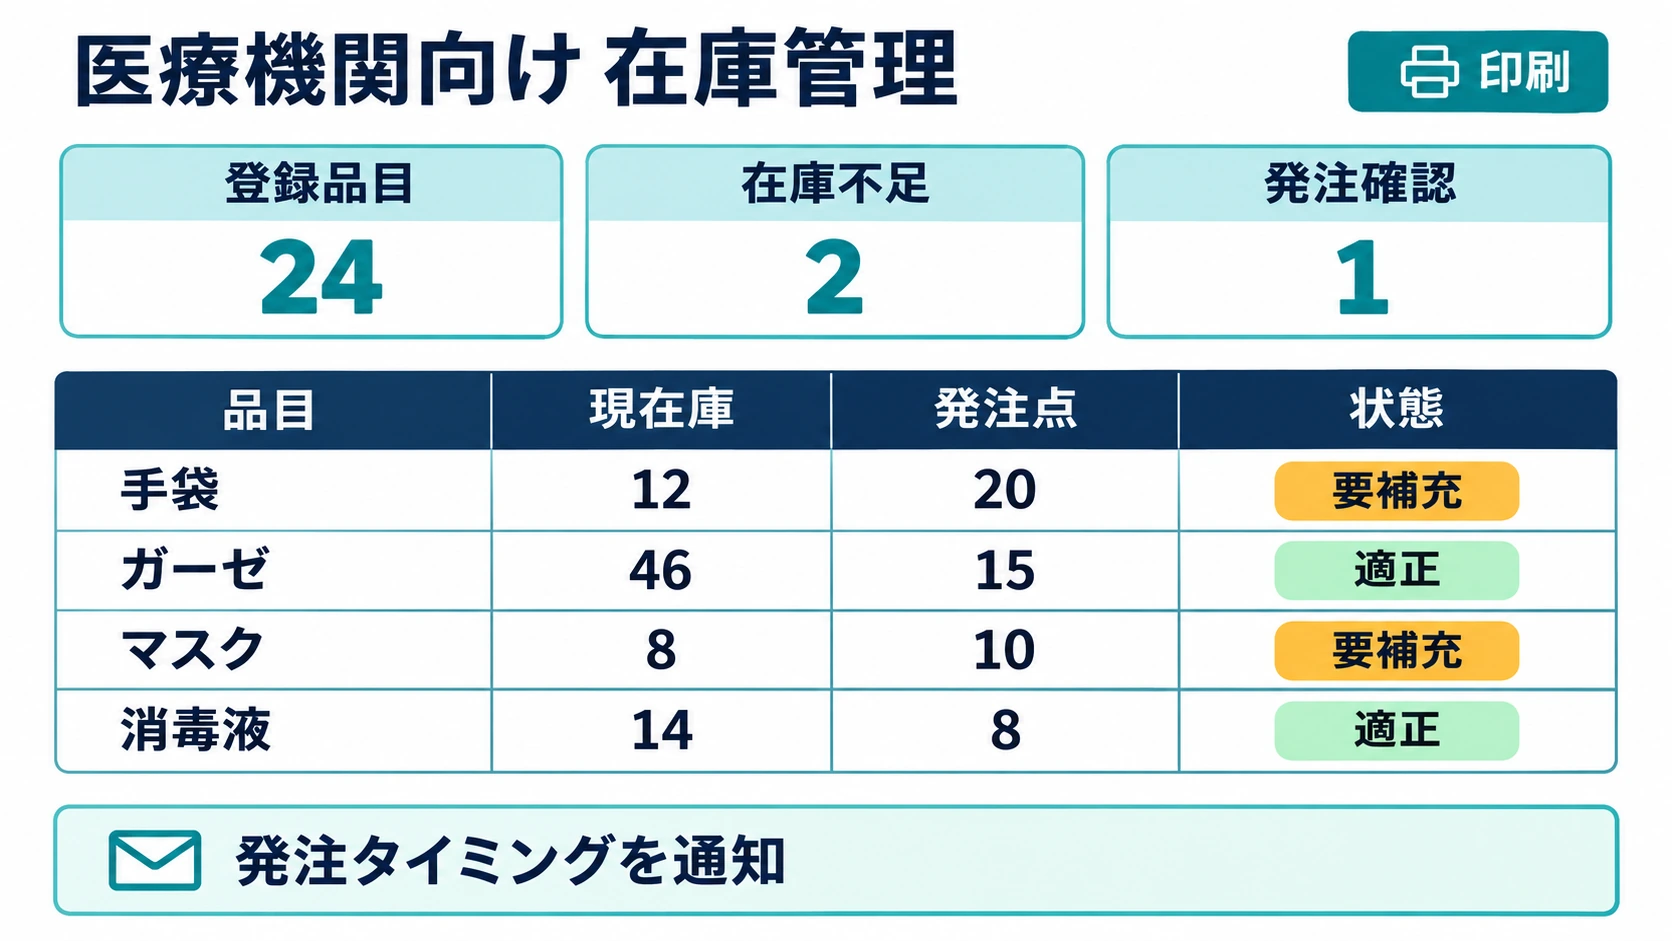 医療機関向け 在庫管理
印刷
登録品目
24
在庫不足
2
発注確認
1
品目 現在庫 発注点 状態
手袋 12 20 要補充
ガーゼ 46 15 適正
マスク 8 10 要補充
消毒液 14 8 適正
発注タイミングを通知